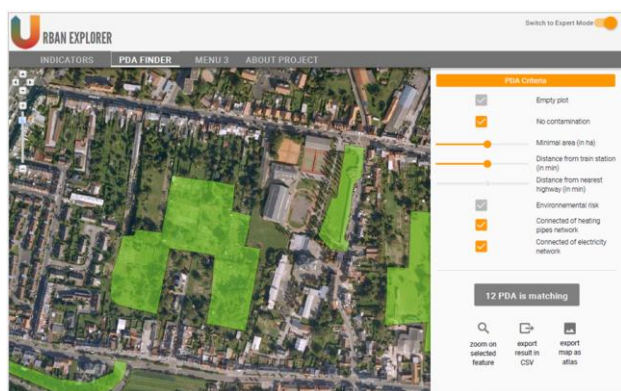 Switch to Expert Mode
URBAN EXPLORER
INDICATORS PDA FINDER MENU 3 ABOUT PROJECT
PDA Criteria
Empty plot
No contamination
Minimal area (in ha)
Distance from train station
(in min)
Distance from nearest
highway (in min)
Environnemental risk
Connected of heating
pipes network
Connected of electricity
network
12 PDA is matching
zoom on
selected
feature
export
result in
CSV
export
map as
atlas